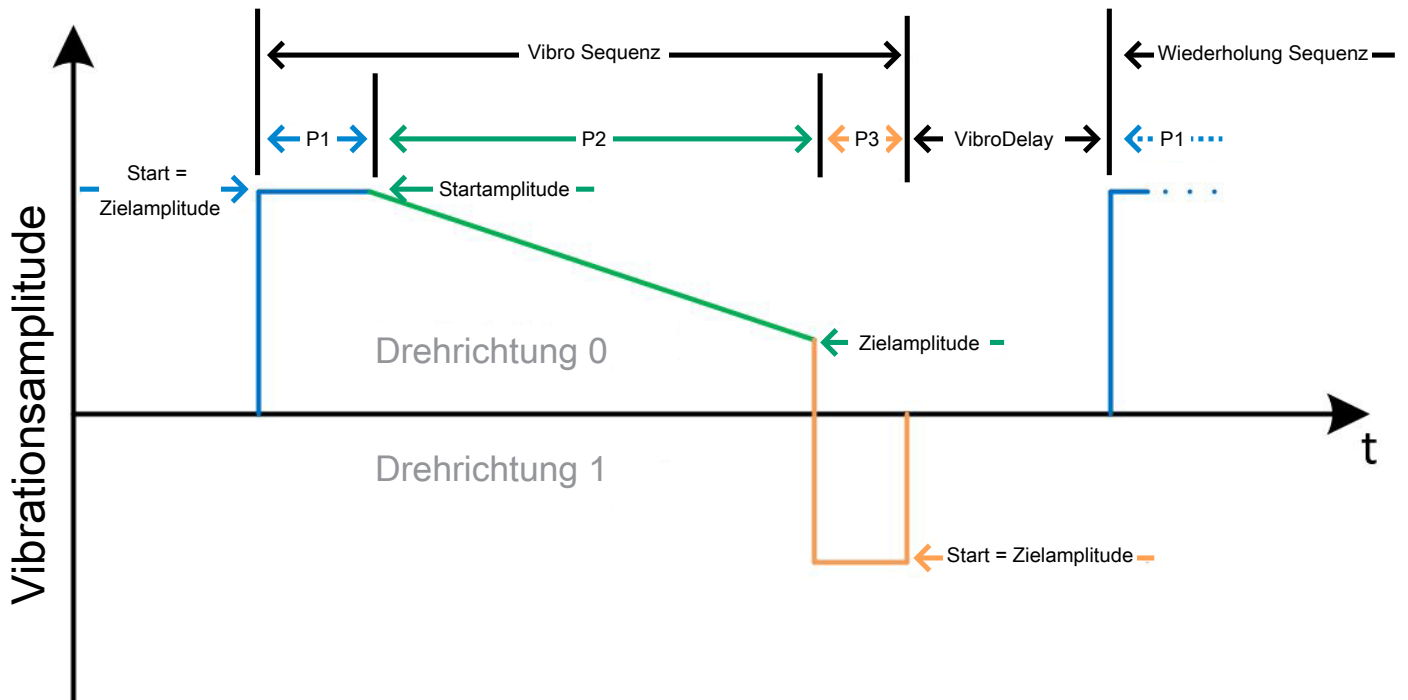 Vibro Sequenz
Wiederholung Sequenz
P1
P2
P3
VibroDelay
P1
Start =
Zielamplitude
Startamplitude
Zielamplitude
Drehrichtung 0
Drehrichtung 1
Start = Zielamplitude
t
Vibrationsamplitude